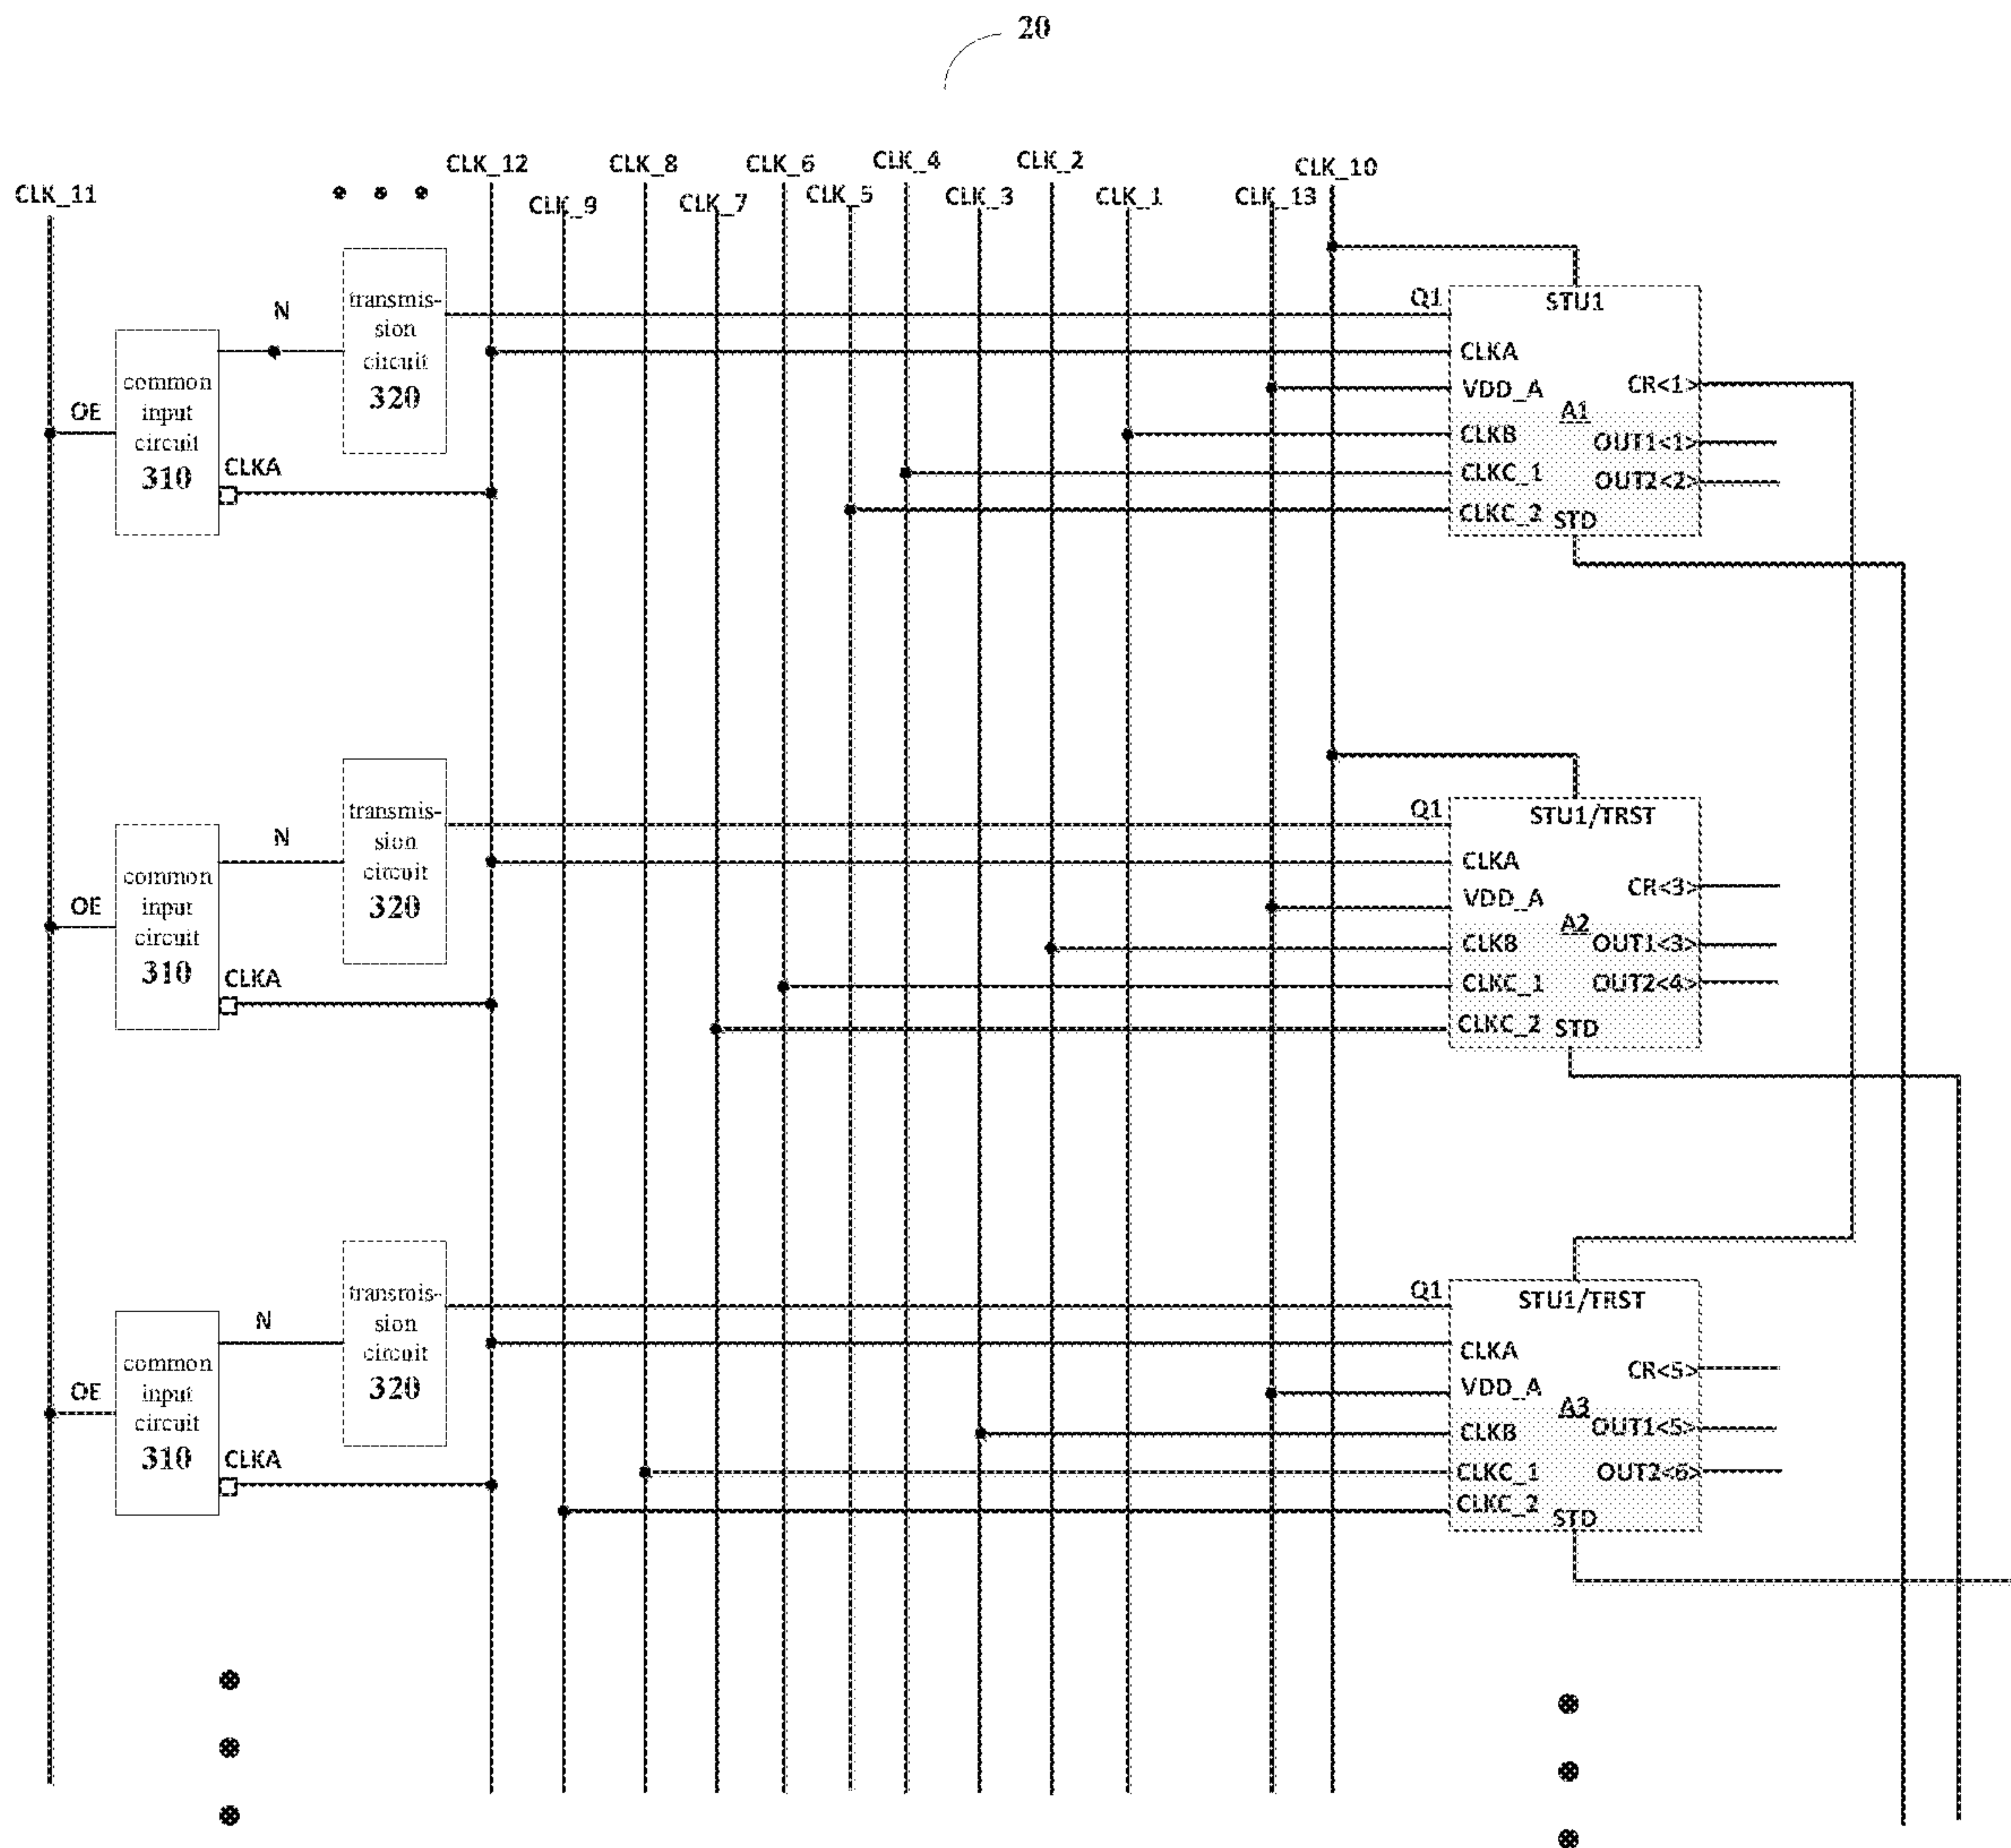 20
CLK_12
CLK_8
CLK_6
CLK_4
CLK_2
CLK_10
CLK_11
CLK_9
CLK_7
CLK_5
CLK_3
CLK_1
CLK_13
N
transmis-
sion
circuit
320
common
input
circuit
310
OE
CLKA
Q1
STU1
CLKA
VDD_A
CLKB
CLKC_1
CLKC_2
A1
CR<1>
OUT1<1>
OUT2<2>
STD
N
transmis-
sion
circuit
320
common
input
circuit
310
OE
CLKA
Q1
STU1/TRST
CLKA
VDD_A
CLKB
CLKC_1
CLKC_2
A2
CR<3>
OUT1<3>
OUT2<4>
STD
N
transmis-
sion
circuit
320
common
input
circuit
310
OE
CLKA
Q1
STU1/TRST
CLKA
VDD_A
CLKB
CLKC_1
CLKC_2
A3
CR<5>
OUT1<5>
OUT2<6>
STD